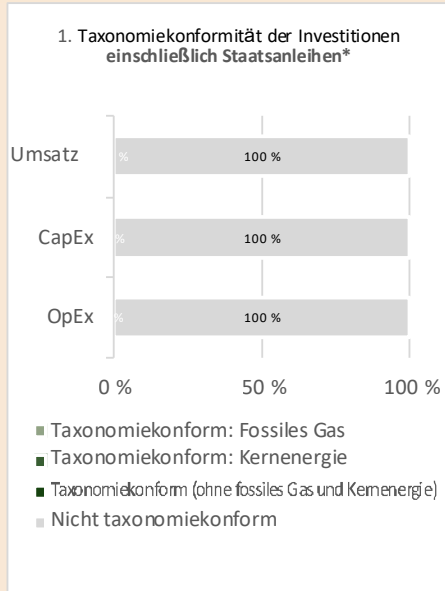 1. Taxonomiekonformität der Investitionen
einschließlich Staatsanleihen*
Umsatz % 100 %
CapEx % 100 %
OpEx % 100 %
0 % 50 % 100 %
Taxonomiekonform: Fossiles Gas
Taxonomiekonform: Kernenergie
Taxonomiekonform (ohne fossiles Gas und Kernenergie)
Nicht taxonomiekonform